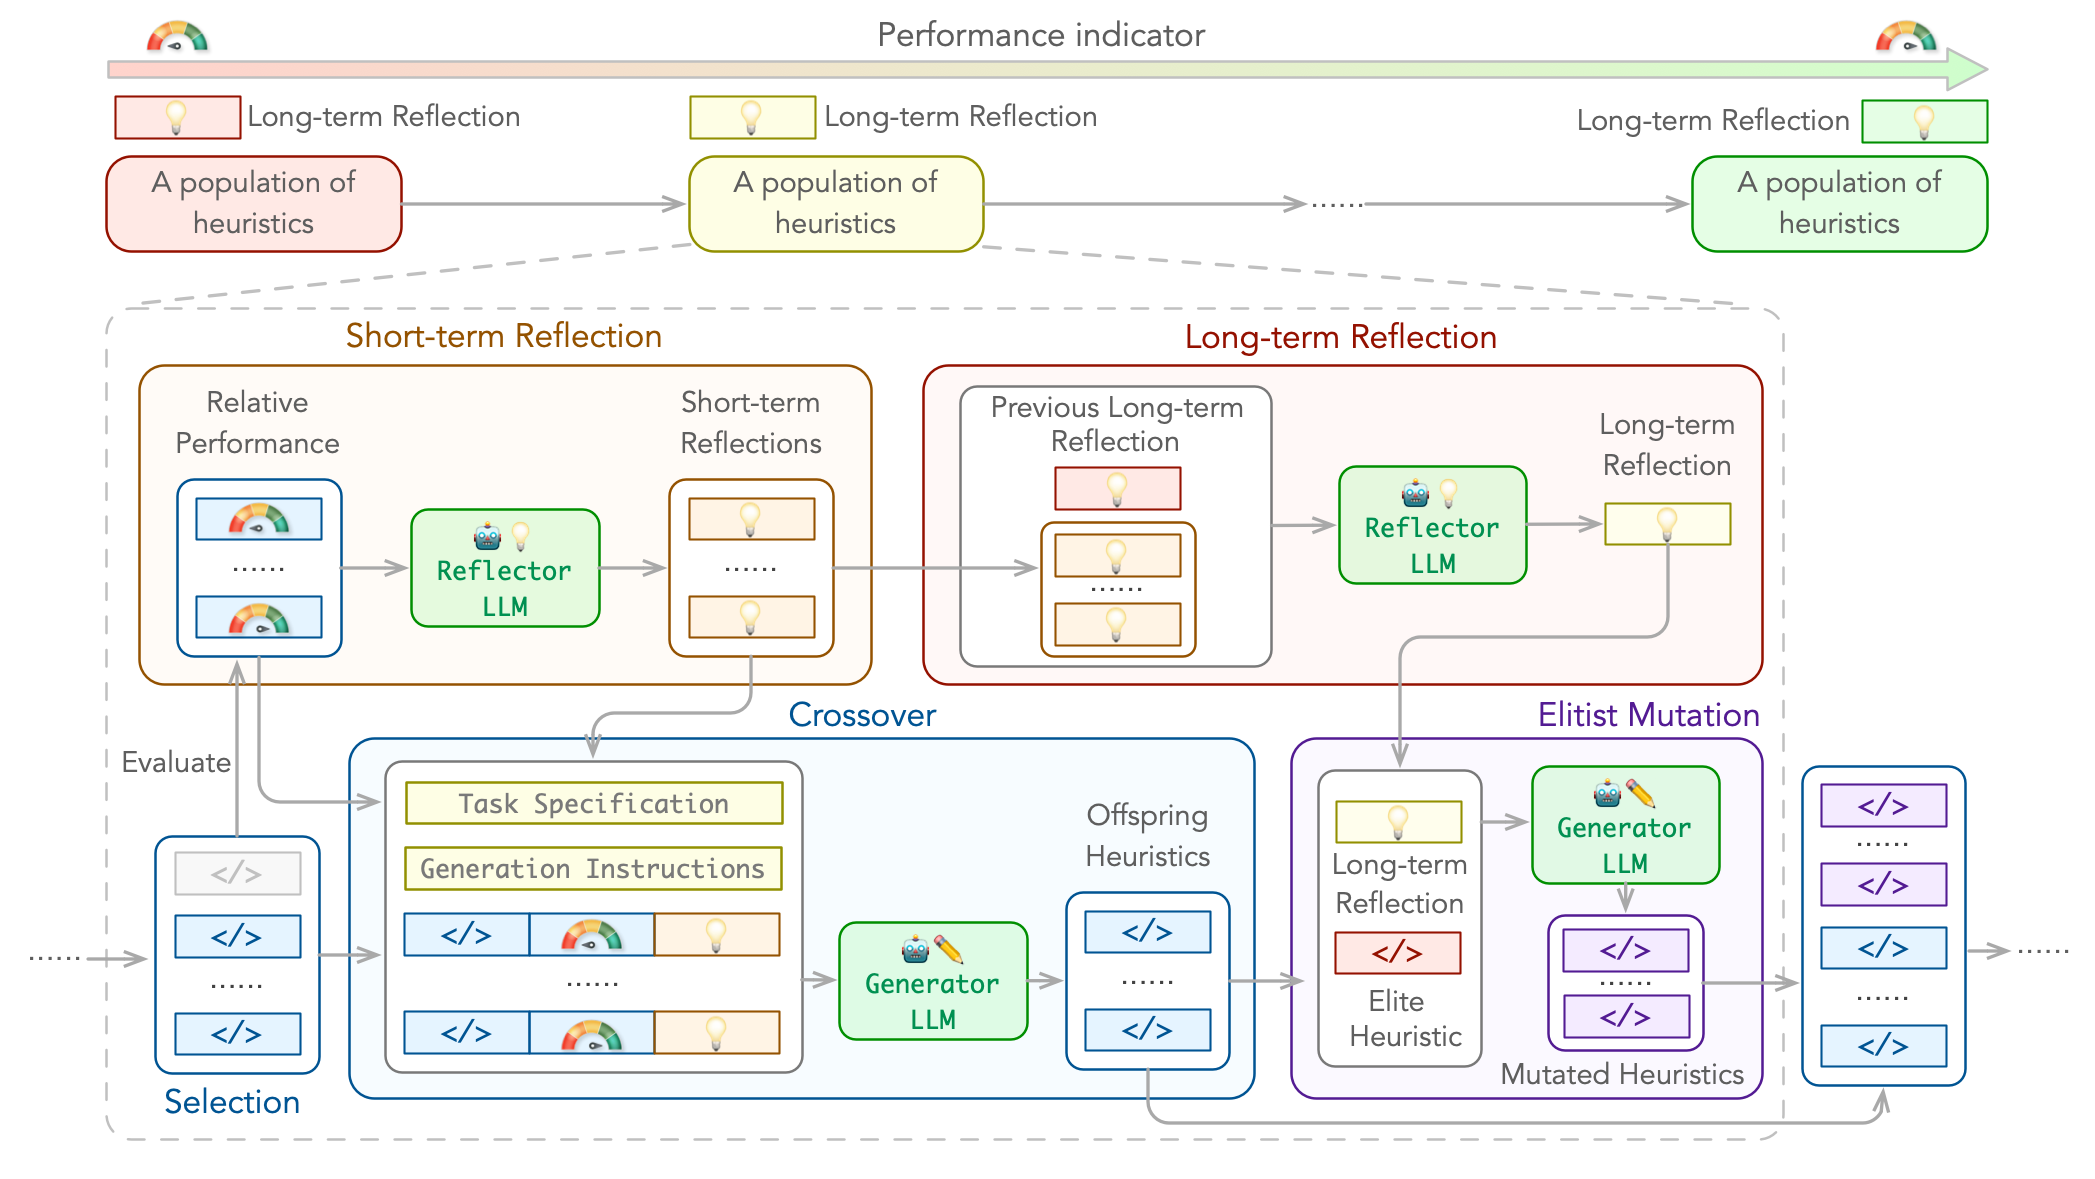 Performance indicator
Long-term Reflection
Long-term Reflection
Long-term Reflection
A population of
heuristics
A population of
heuristics
......
A population of
heuristics
Short-term Reflection
Relative
Performance
......
Reflector
LLM
Short-term
Reflections
......
Long-term Reflection
Previous Long-term
Reflection
......
Reflector
LLM
Long-term
Reflection
Evaluate
......
</>
</>
......
</>
Selection
Crossover
Task Specification
Generation Instructions
</>
......
</>
Generator
LLM
Offspring
Heuristics
</>
......
</>
Elitist Mutation
Long-term
Reflection
</>
Elite
Heuristic
Generator
LLM
</>
......
</>
Mutated Heuristics
</>
......
</>
</>
......
</>
......